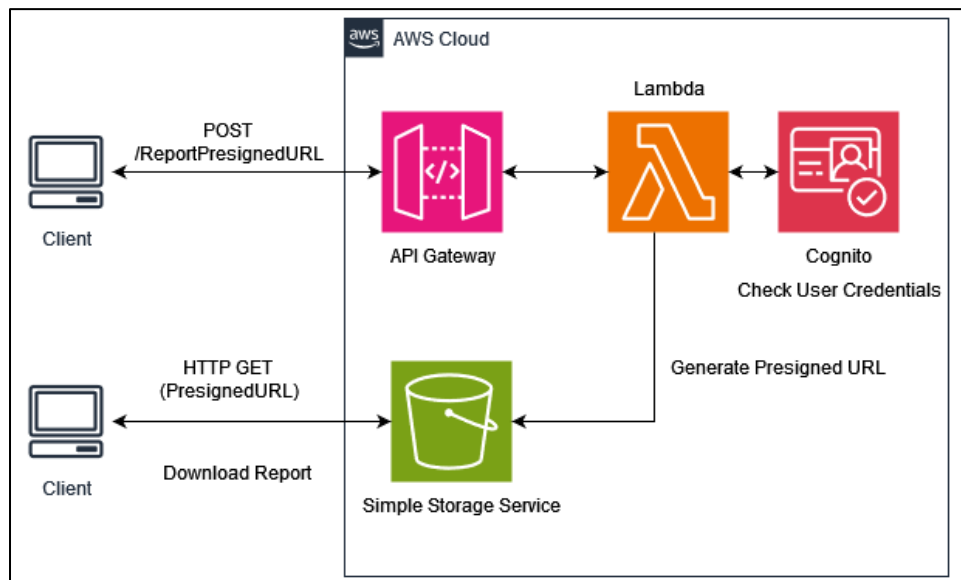 aws
AWS Cloud
Lambda
POST
/ReportPresignedURL
</>
Client
API Gateway
Cognito
Check User Credentials
HTTP GET
(PresignedURL)
Generate Presigned URL
Download Report
Client
Simple Storage Service